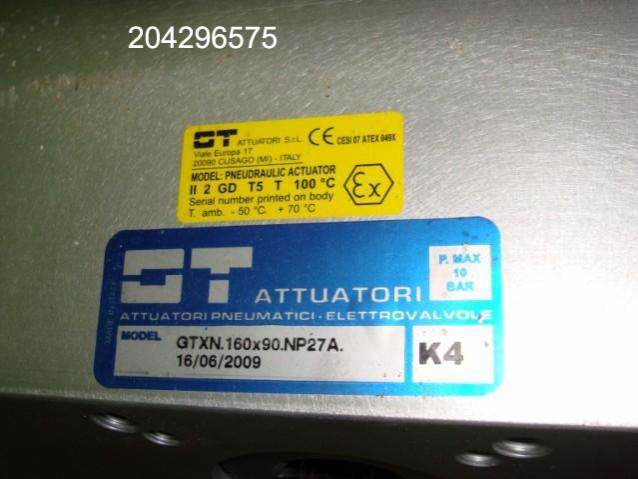 204296575
GT ATTUATORI S.r.L. CE CESI 07 ATEX 049X
Viale Europa 17
20090 CUSAGO (MI) - ITALY
MODEL: PNEUDRAULIC ACTUATOR
II 2 GD T5 T 100 °C
Ex
Serial number printed on body
T. amb. - 50 °C. + 70 °C
GT ATTUATORI
P. MAX
10
BAR
ATTUATORI PNEUMATICI - ELETTROVALVOLE
MODEL
GTXN.160x90.NP27A.
16/06/2009
K4